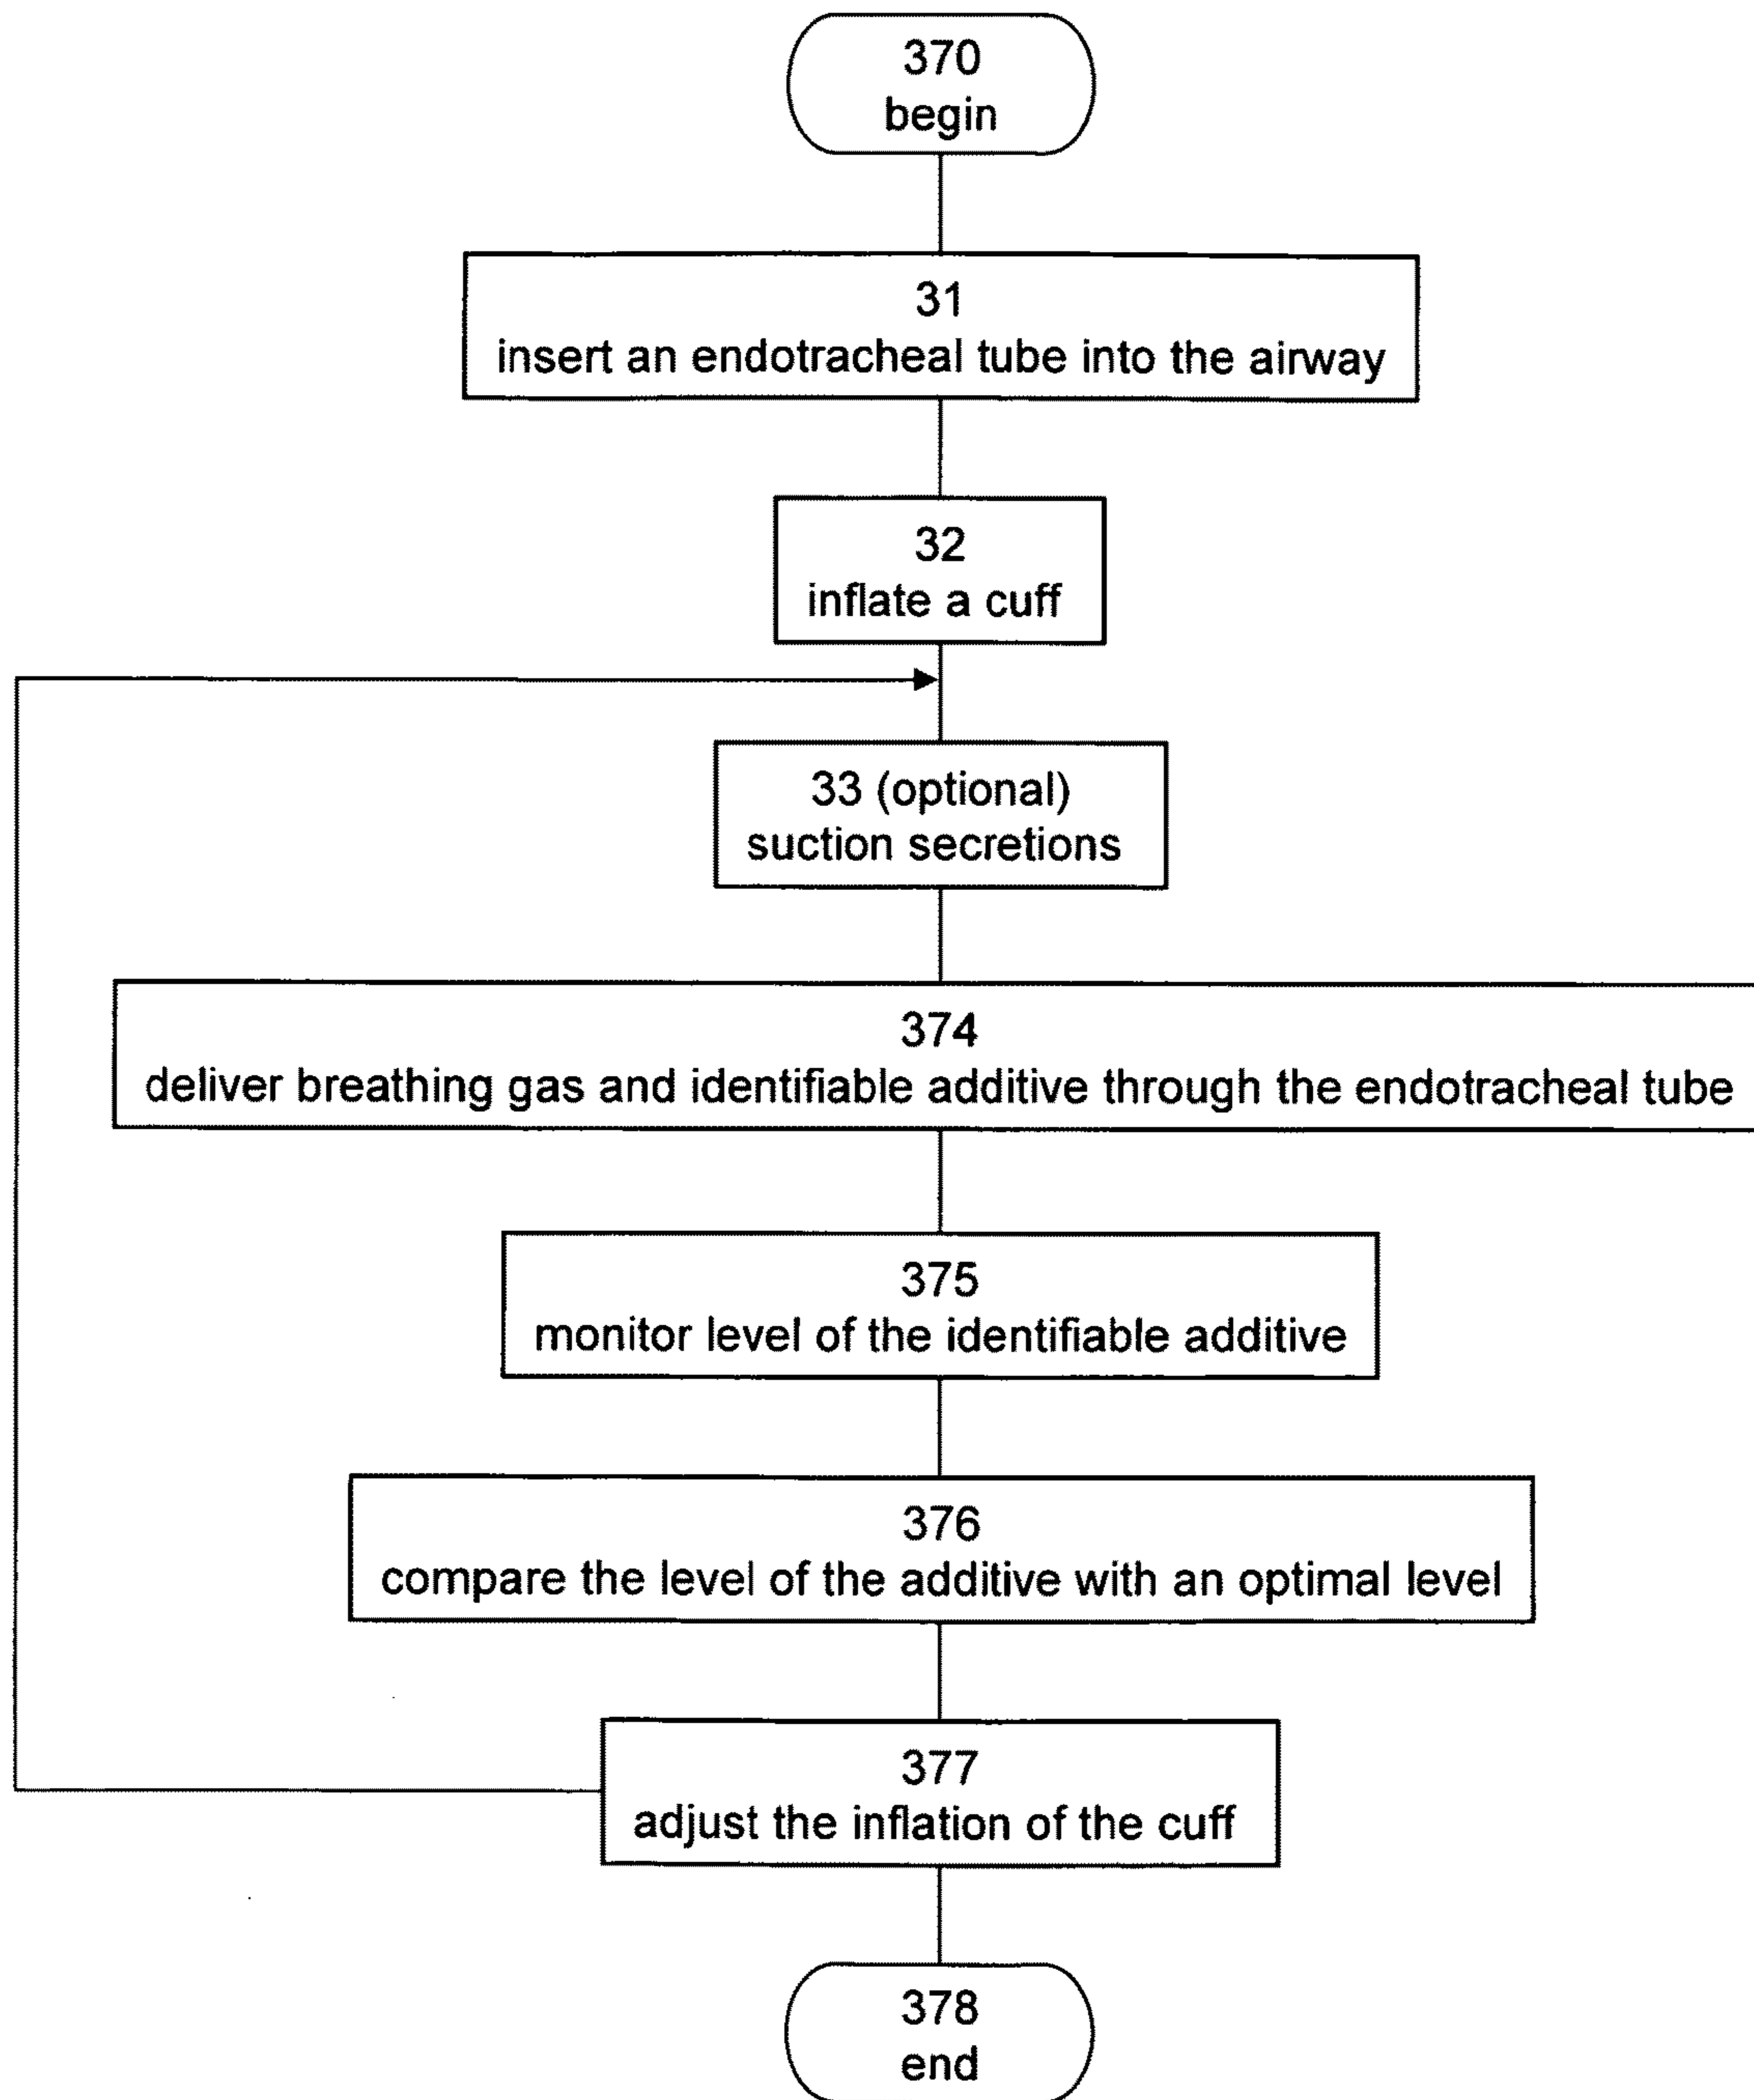 370
begin
31
insert an endotracheal tube into the airway
32
inflate a cuff
33 (optional)
suction secretions
374
deliver breathing gas and identifiable additive through the endotracheal tube
375
monitor level of the identifiable additive
376
compare the level of the additive with an optimal level
377
adjust the inflation of the cuff
378
end